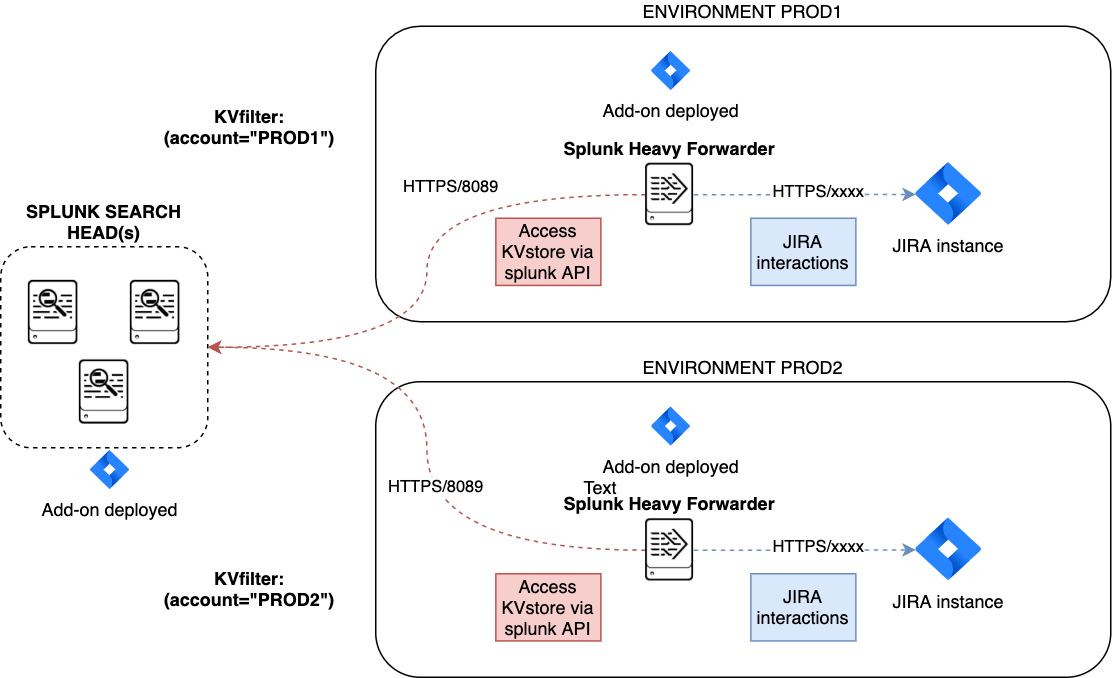 ENVIRONMENT PROD1
Add-on deployed
KVfilter:
(account="PROD1")
Splunk Heavy Forwarder
HTTPS/8089
HTTPS/xxxx
Access
KVstore via
splunk API
JIRA
interactions
JIRA instance
SPLUNK SEARCH
HEAD(s)
Add-on deployed
ENVIRONMENT PROD2
Add-on deployed
Text
Splunk Heavy Forwarder
HTTPS/8089
HTTPS/xxxx
KVfilter:
(account="PROD2")
Access
KVstore via
splunk API
JIRA
interactions
JIRA instance